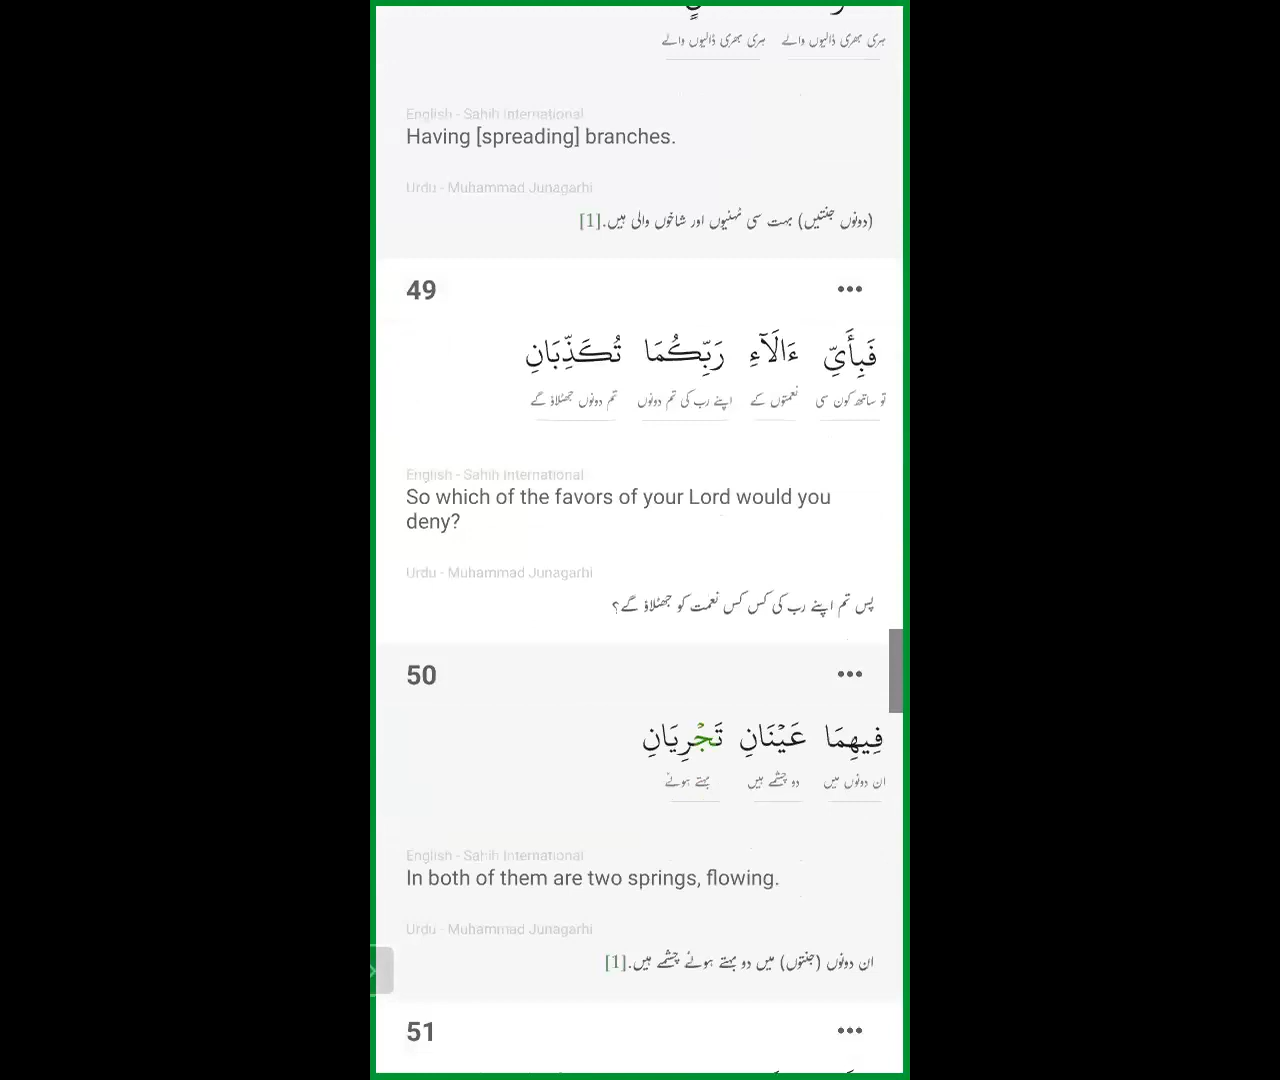 ہری بھری ڈالیوں والے ہری بھری ڈالیوں والے
English - Sahih International
Having [spreading] branches.
Urdu - Muhammad Junagarhi
(دونوں جنتیں) بہت سی ٹہنیوں اور شاخوں والی ہیں.[1]
49
فَبِأَيِّ ءَالَآءِ رَبِّكُمَا تُكَذِّبَانِ
تو ساتھ کون سی نعمتوں کے اپنے رب کی تم دونوں تم دونوں جھٹلاؤ گے
English - Sahih International
So which of the favors of your Lord would you
deny?
Urdu - Muhammad Junagarhi
پس تم اپنے رب کی کس کس نعمت کو جھٹلاؤ گے؟
50
فِيهِمَا عَيْنَانِ تَجْرِيَانِ
ان دونوں میں دو چشمے ہیں بہتے ہوئے
English - Sahih International
In both of them are two springs, flowing.
Urdu - Muhammad Junagarhi
ان دونوں (جنتوں) میں دو بہتے ہوئے چشمے ہیں.[1]
51